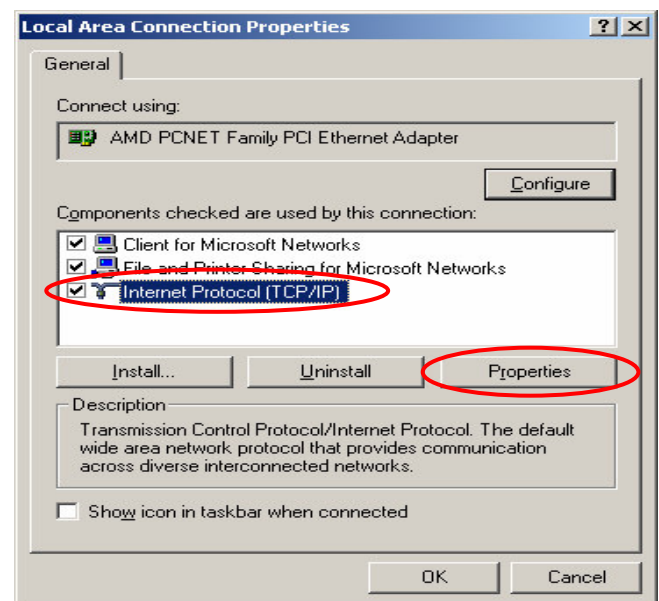 Local Area Connection Properties
General
Connect using:
AMD PCNET Family PCI Ethernet Adapter
Configure
Components checked are used by this connection:
Client for Microsoft Networks
File and Printer Sharing for Microsoft Networks
Internet Protocol (TCP/IP)
Install... Uninstall Properties
Description
Transmission Control Protocol/Internet Protocol. The default
wide area network protocol that provides communication
across diverse interconnected networks.
Show icon in taskbar when connected
OK Cancel